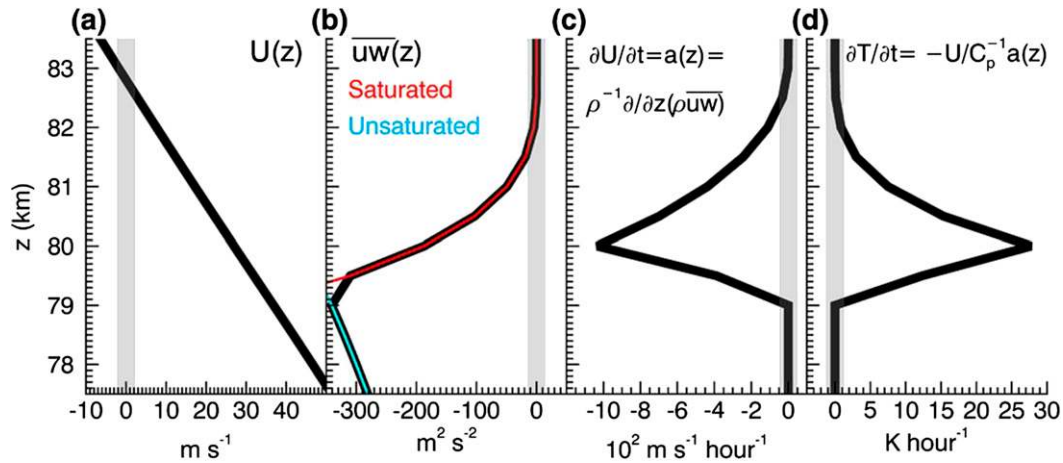 (a) (b) (c) (d)
U(z)
uw̅(z)
Saturated
Unsaturated
∂U/∂t=a(z)=
ρ⁻¹∂/∂z(ρuw̅)
∂T/∂t= −U/Cₚ⁻¹a(z)
83
82
81
80
79
78
z (km)
-10 0 10 20 30 40
-300 -200 -100 0
-10 -8 -6 -4 -2 0
0 5 10 15 20 25 30
m s⁻¹
m² s⁻²
10² m s⁻¹ hour⁻¹
K hour⁻¹